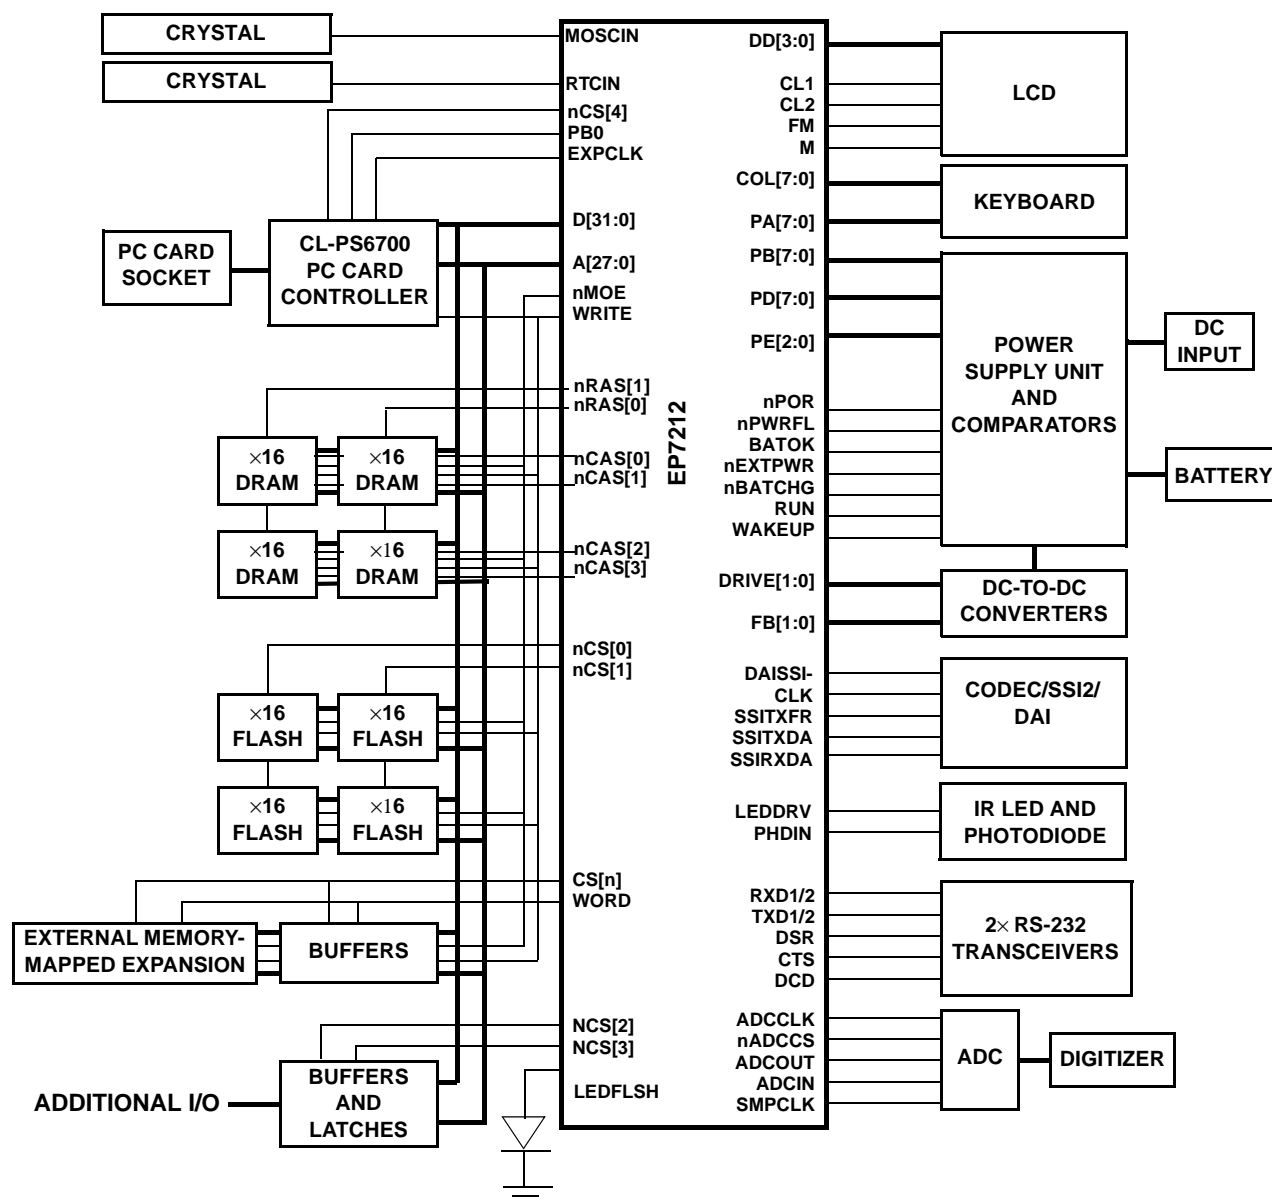 CRYSTAL
CRYSTAL
PC CARD
SOCKET
CL-PS6700
PC CARD
CONTROLLER
×16
DRAM
×16
DRAM
×16
DRAM
×16
DRAM
×16
FLASH
×16
FLASH
×16
FLASH
×16
FLASH
EXTERNAL MEMORY-
MAPPED EXPANSION
BUFFERS
ADDITIONAL I/O
BUFFERS
AND
LATCHES
MOSCIN
RTCIN
nCS[4]
PB0
EXPCLK
D[31:0]
A[27:0]
nMOE
WRITE
nRAS[1]
nRAS[0]
nCAS[0]
nCAS[1]
nCAS[2]
nCAS[3]
nCS[0]
nCS[1]
CS[n]
WORD
NCS[2]
NCS[3]
LEDFLSH
EP7212
DD[3:0]
CL1
CL2
FM
M
COL[7:0]
PA[7:0]
PB[7:0]
PD[7:0]
PE[2:0]
nPOR
nPWRFL
BATOK
nEXTPWR
nBATCHG
RUN
WAKEUP
DRIVE[1:0]
FB[1:0]
DAISSI-
CLK
SSITXFR
SSITXDA
SSIRXDA
LEDDRV
PHDIN
RXD1/2
TXD1/2
DSR
CTS
DCD
ADCCLK
nADCCS
ADCOUT
ADCIN
SMPCLK
LCD
KEYBOARD
POWER
SUPPLY UNIT
AND
COMPARATORS
DC
INPUT
BATTERY
DC-TO-DC
CONVERTERS
CODEC/SSI2/
DAI
IR LED AND
PHOTODIODE
2× RS-232
TRANSCEIVERS
ADC
DIGITIZER